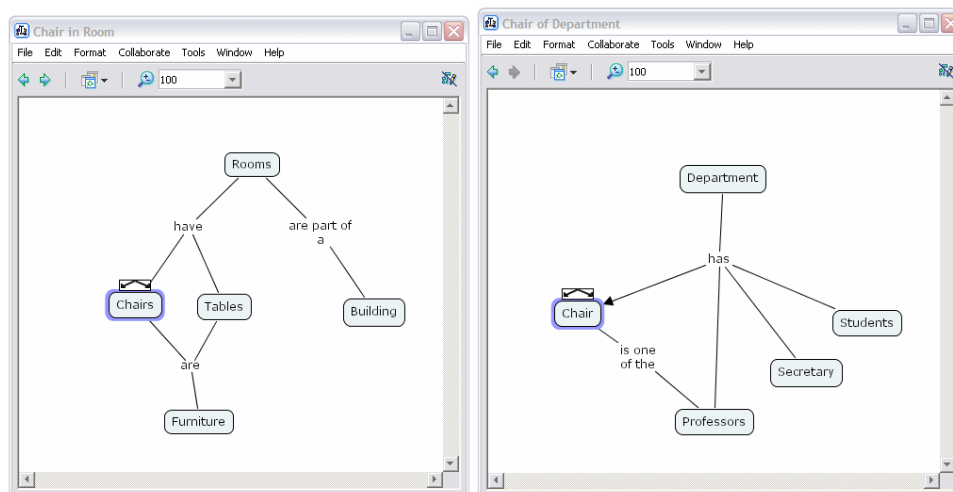 Chair in Room
File Edit Format Collaborate Tools Window Help
100
Rooms
have
are part of
a
Chairs
Tables
Building
are
Furniture
Chair of Department
File Edit Format Collaborate Tools Window Help
100
Department
has
Chair
Students
is one
of the
Secretary
Professors